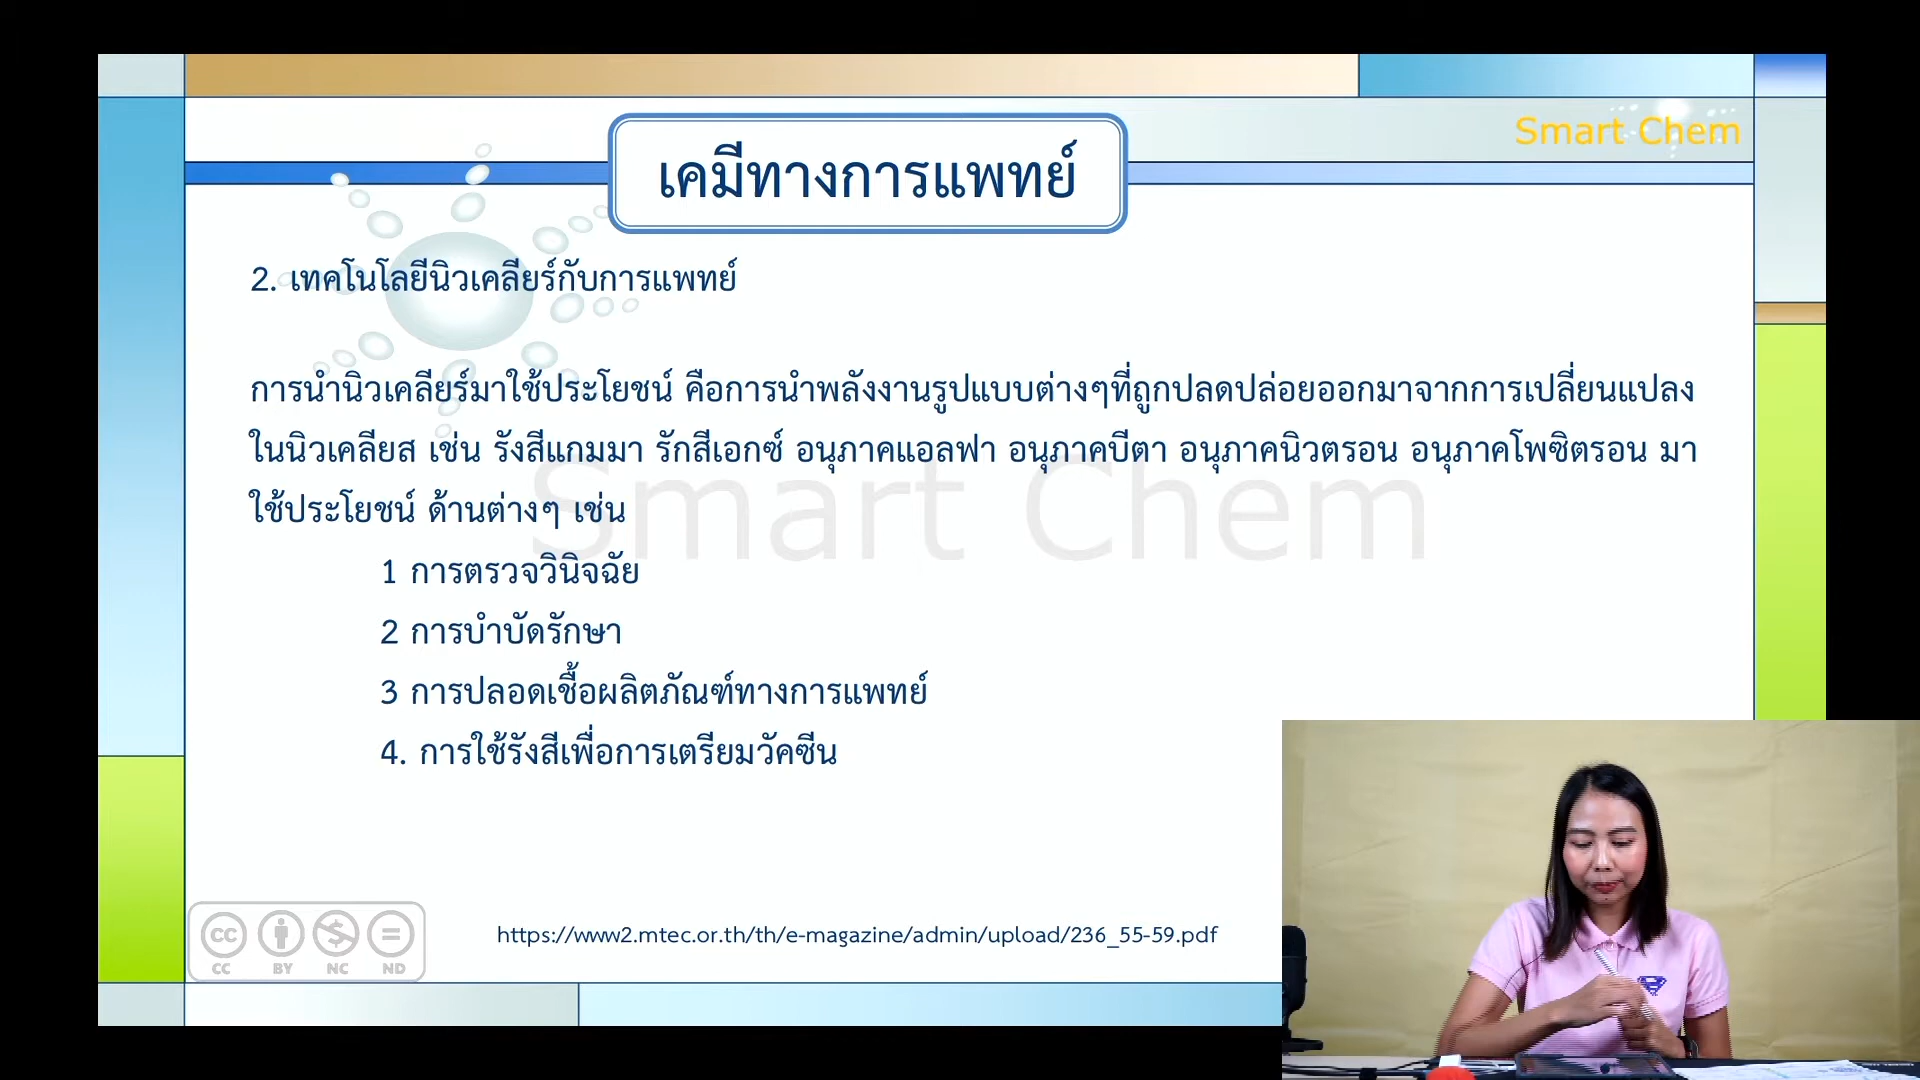 Smart Chem
เคมีทางการแพทย์
2. เทคโนโลยีนิวเคลียร์กับการแพทย์
การนำนิวเคลียร์มาใช้ประโยชน์ คือการนำพลังงานรูปแบบต่างๆที่ถูกปลดปล่อยออกมาจากการเปลี่ยนแปลง
ในนิวเคลียส เช่น รังสีแกมมา รักสีเอกซ์ อนุภาคแอลฟา อนุภาคบีตา อนุภาคนิวตรอน อนุภาคโพซิตรอน มา
ใช้ประโยชน์ ด้านต่างๆ เช่น
Smart Chem
1 การตรวจวินิจฉัย
2 การบำบัดรักษา
3 การปลอดเชื้อผลิตภัณฑ์ทางการแพทย์
4. การใช้รังสีเพื่อการเตรียมวัคซีน
cc
CC BY NC ND
https://www2.mtec.or.th/th/e-magazine/admin/upload/236_55-59.pdf